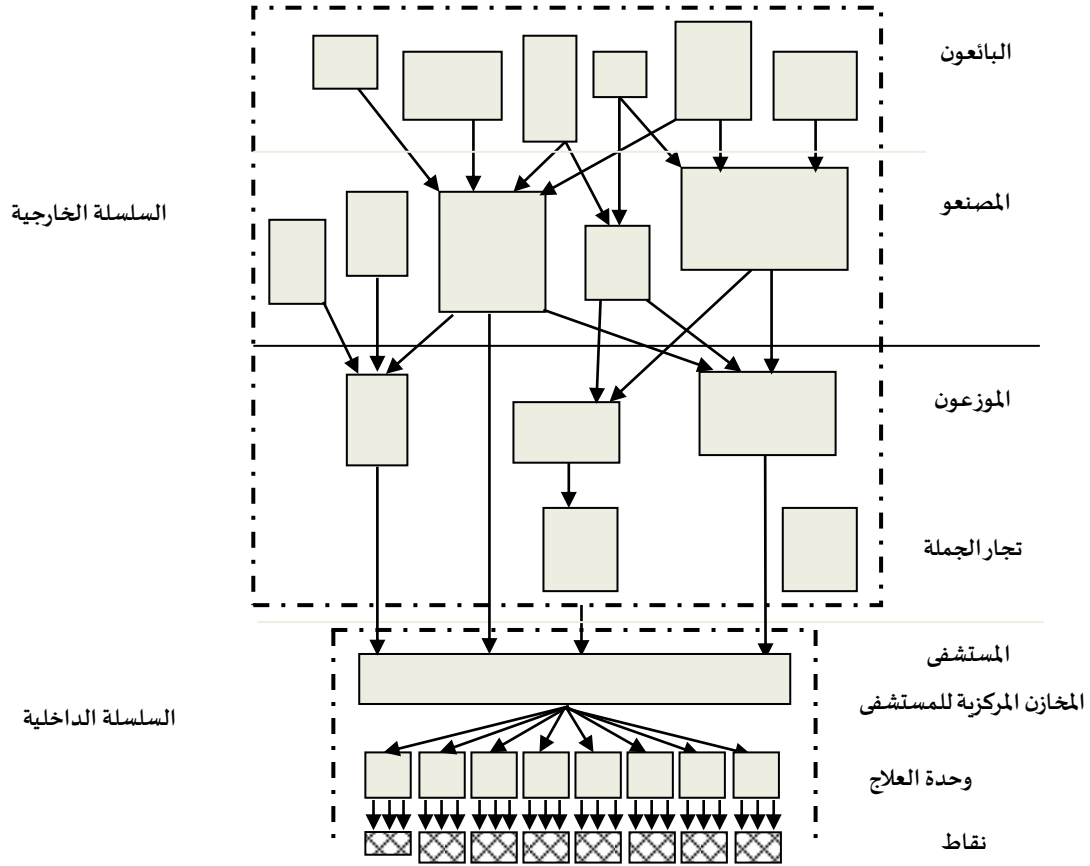 البائعون
المصنعو
السلسلة الخارجية
الموزعون
تجار الجملة
المستشفى
المخازن المركزية للمستشفى
السلسلة الداخلية
وحدة العلاج
نقاط